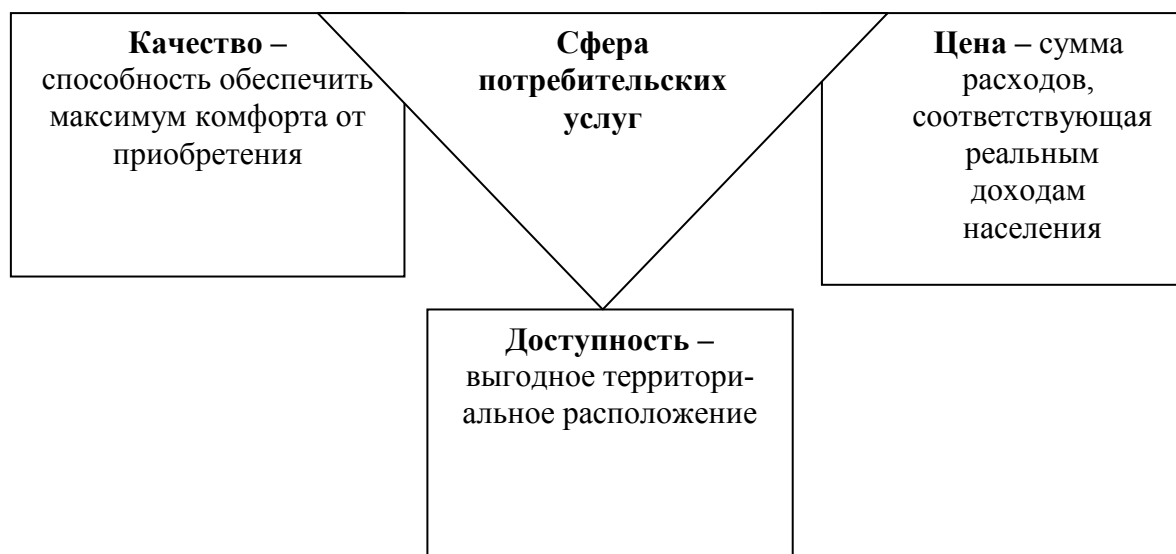 Качество –
способность обеспечить
максимум комфорта от
приобретения
Сфера
потребительских
услуг
Цена – сумма
расходов,
соответствующая
реальным
доходам
населения
Доступность –
выгодное территори-
альное расположение